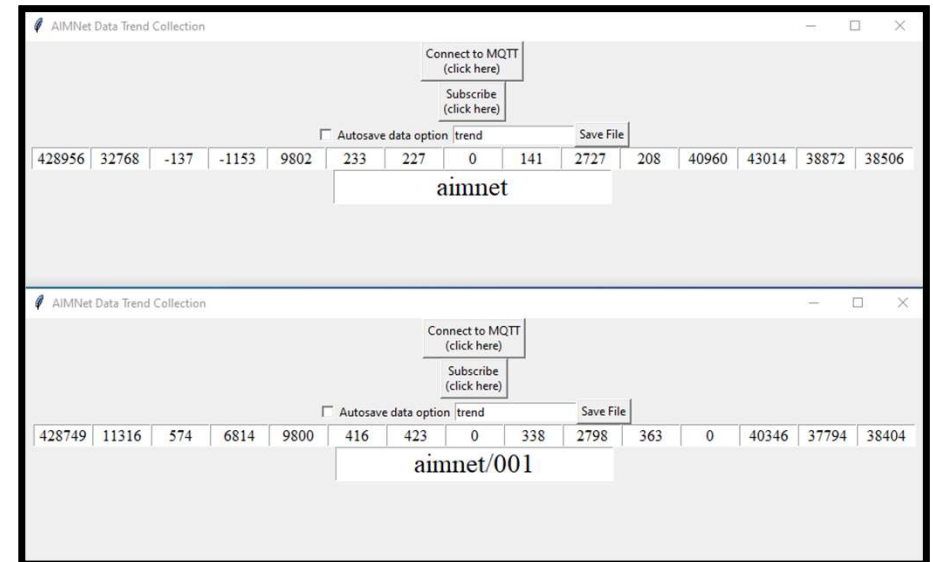 AIMNet Data Trend Collection
Connect to MQTT
(click here)
Subscribe
(click here)
Autosave data option trend Save File
428956 32768 -137 -1153 9802 233 227 0 141 2727 208 40960 43014 38872 38506
aimnet
AIMNet Data Trend Collection
Connect to MQTT
(click here)
Subscribe
(click here)
Autosave data option trend Save File
428749 11316 574 6814 9800 416 423 0 338 2798 363 0 40346 37794 38404
aimnet/001